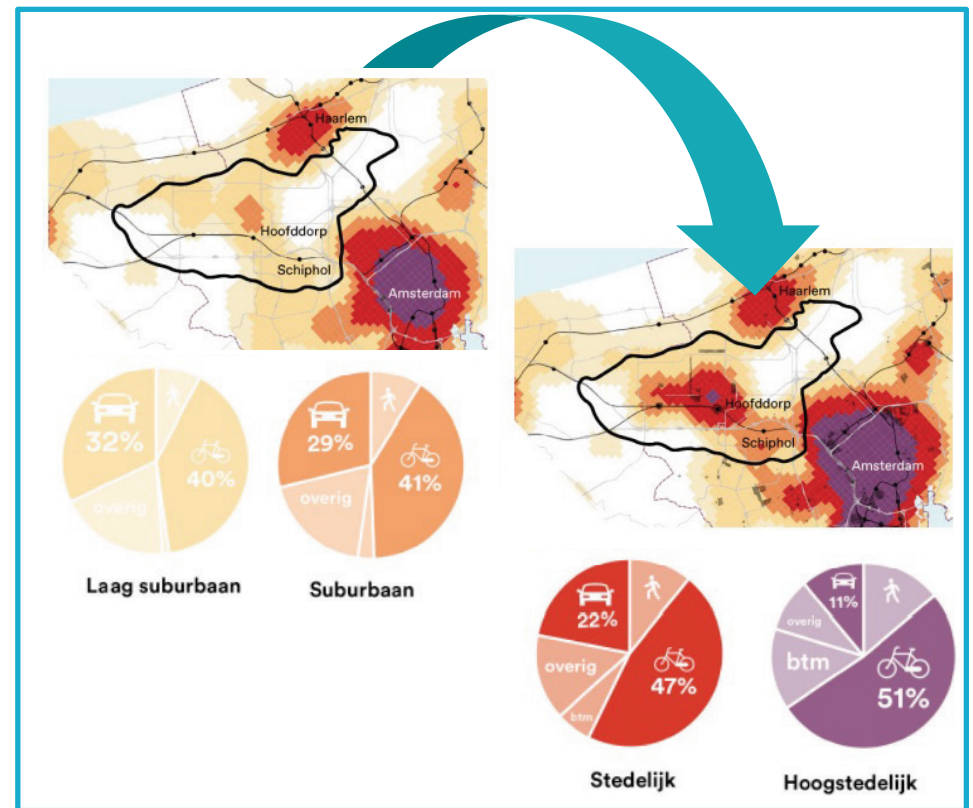 Haarlem
Hoofddorp
Schiphol
Amsterdam
32%
40%
overig
Laag suburbaan
29%
41%
overig
Suburbaan
Haarlem
Hoofddorp
Schiphol
Amsterdam
22%
47%
overig
btm
Stedelijk
11%
overig
btm
51%
Hoogstedelijk